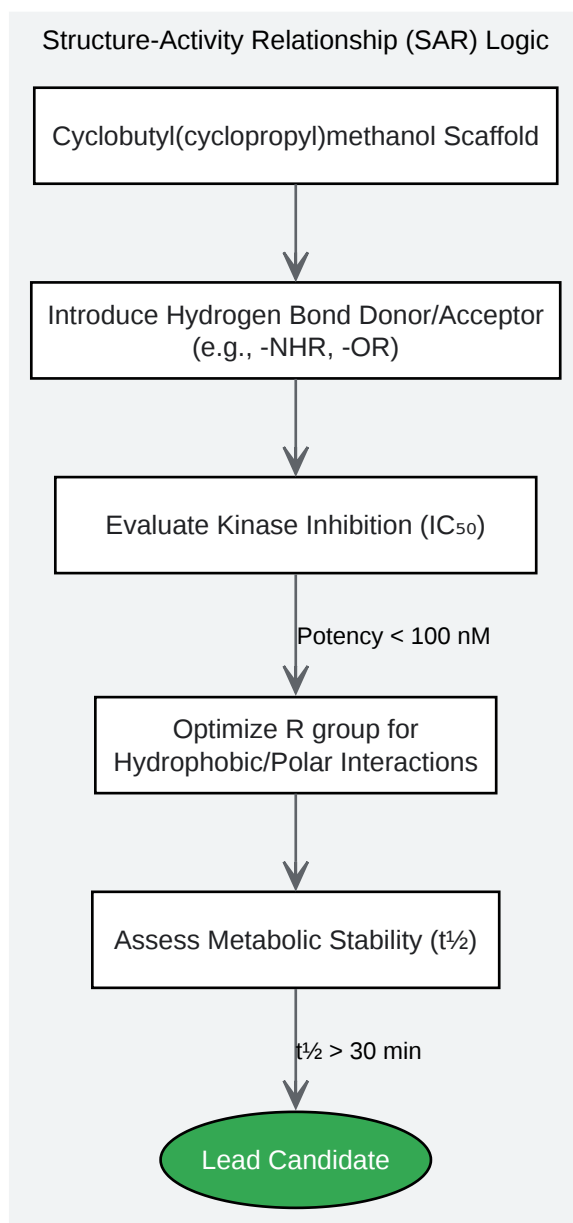 Structure-Activity Relationship (SAR) Logic
Cyclobutyl(cyclopropyl)methanol Scaffold
Introduce Hydrogen Bond Donor/Acceptor
(e.g., -NHR, -OR)
Evaluate Kinase Inhibition (IC₅₀)
Potency < 100 nM
Optimize R group for
Hydrophobic/Polar Interactions
Assess Metabolic Stability (t½)
t½ > 30 min
Lead Candidate